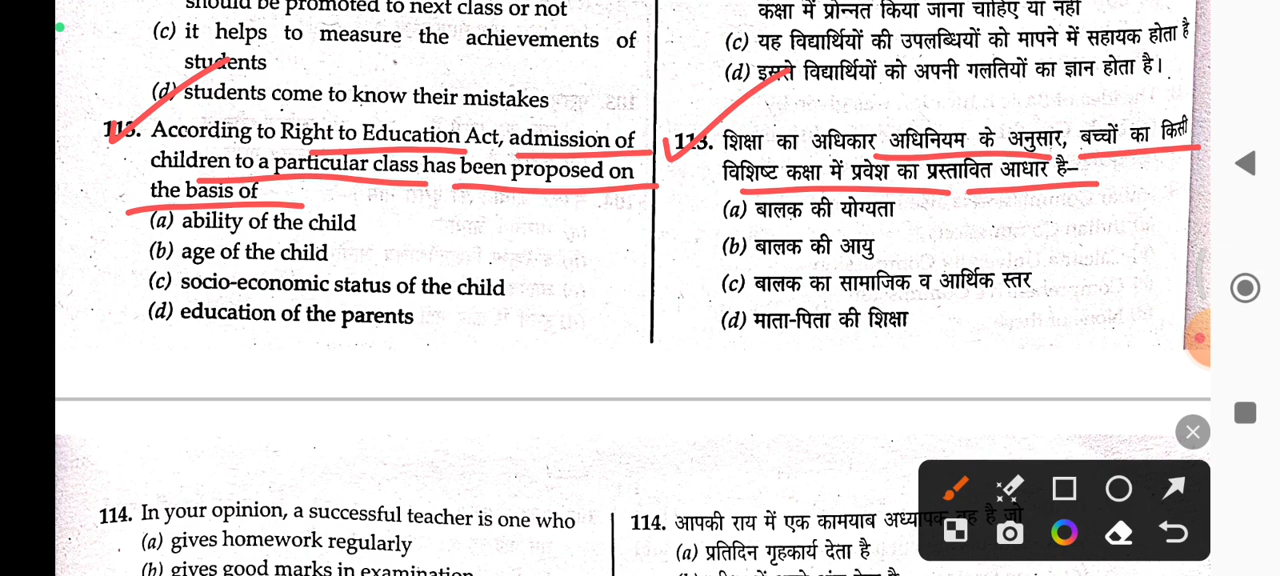 should be promoted to next class or not
(c) it helps to measure the achievements of
students
(d) students come to know their mistakes
113. According to Right to Education Act, admission of
children to a particular class has been proposed on
the basis of
(a) ability of the child
(b) age of the child
(c) socio-economic status of the child
(d) education of the parents
कक्षा में प्रोन्नत किया जाना चाहिए या नहीं
(c) यह विद्यार्थियों की उपलब्धियों को मापने में सहायक होता है
(d) इससे विद्यार्थियों को अपनी गलतियों का ज्ञान होता है।
113. शिक्षा का अधिकार अधिनियम के अनुसार, बच्चों का किसी
विशिष्ट कक्षा में प्रवेश का प्रस्तावित आधार है–
(a) बालक की योग्यता
(b) बालक की आयु
(c) बालक का सामाजिक व आर्थिक स्तर
(d) माता-पिता की शिक्षा
114. In your opinion, a successful teacher is one who
(a) gives homework regularly
(b) gives good marks in examination
114. आपकी राय में एक कामयाब अध्यापक वह है जो
(a) प्रतिदिन गृहकार्य देता है